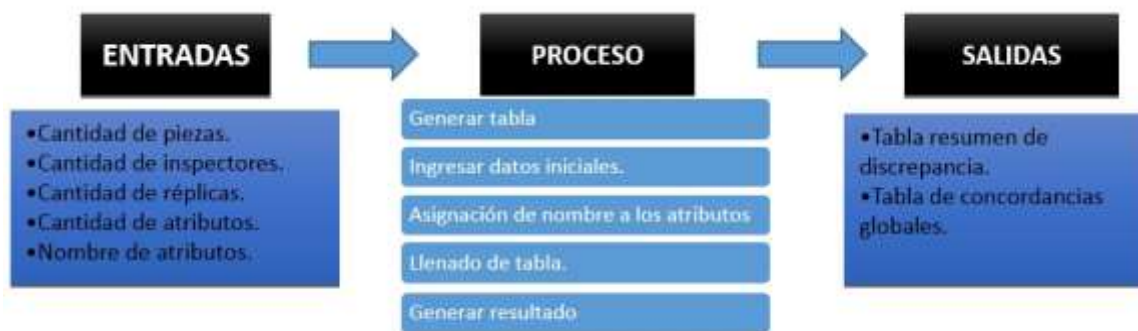 ENTRADAS
•Cantidad de piezas.
•Cantidad de inspectores.
•Cantidad de réplicas.
•Cantidad de atributos.
•Nombre de atributos.
PROCESO
Generar tabla
Ingresar datos iniciales.
Asignación de nombre a los atributos
Llenado de tabla.
Generar resultado
SALIDAS
•Tabla resumen de
discrepancia.
•Tabla de concordancias
globales.